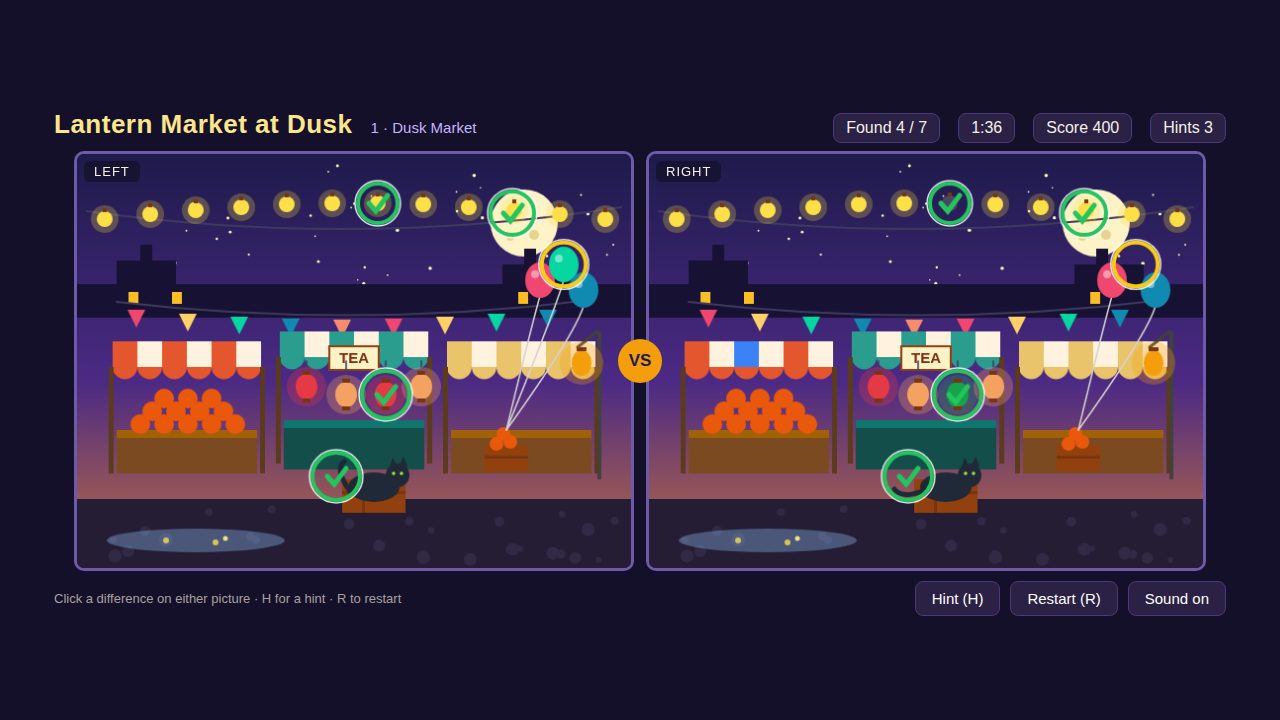 Lantern Market at Dusk 1 · Dusk Market Found 4 / 7 1:36 Score 400 Hints 3
LEFT RIGHT
TEA TEA
VS
Click a difference on either picture · H for a hint · R to restart Hint (H) Restart (R) Sound on